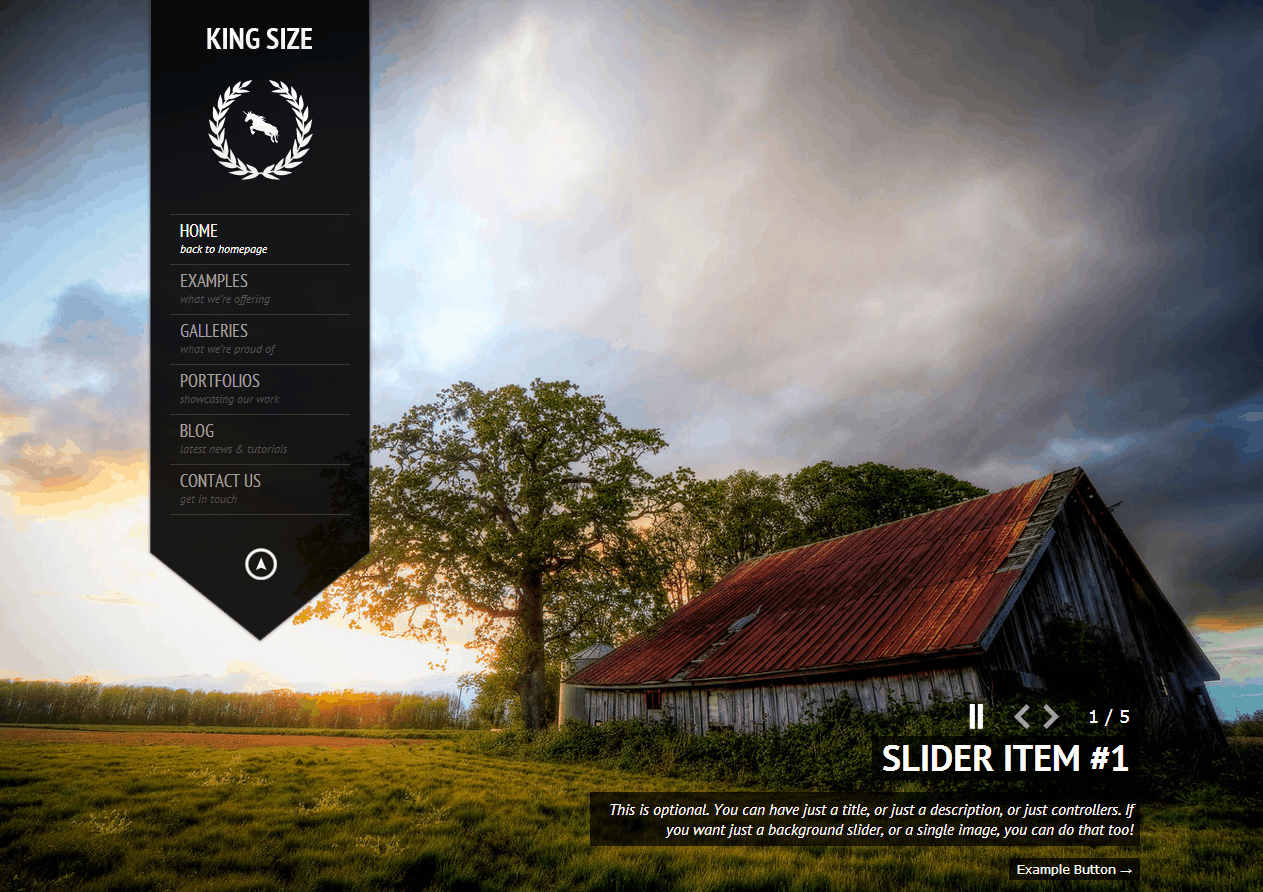 KING SIZE
HOME
back to homepage
EXAMPLES
what we're offering
GALLERIES
what we're proud of
PORTFOLIOS
showcasing our work
BLOG
latest news & tutorials
CONTACT US
get in touch
1 / 5
SLIDER ITEM #1
This is optional. You can have just a title, or just a description, or just controllers. If
you want just a background slider, or a single image, you can do that too!
Example Button →